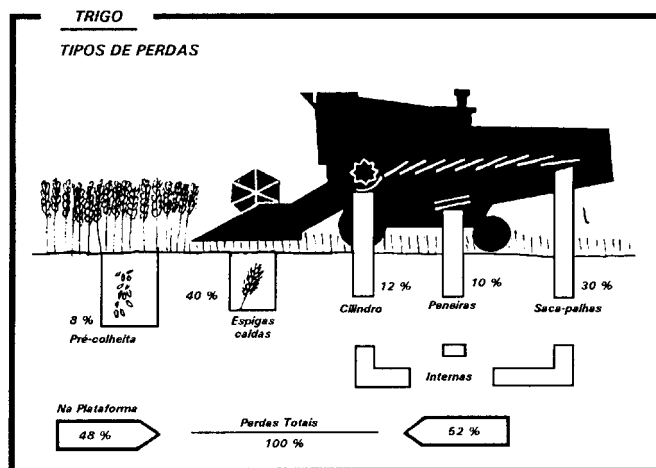 TRIGO
TIPOS DE PERDAS
8 %
Pré-colheita
40 %
Espigas
caídas
12 %
Cilindro
10 %
Peneiras
30 %
Saca-palhas
Internas
Na Plataforma
48 %
Perdas Totais
100 %
52 %